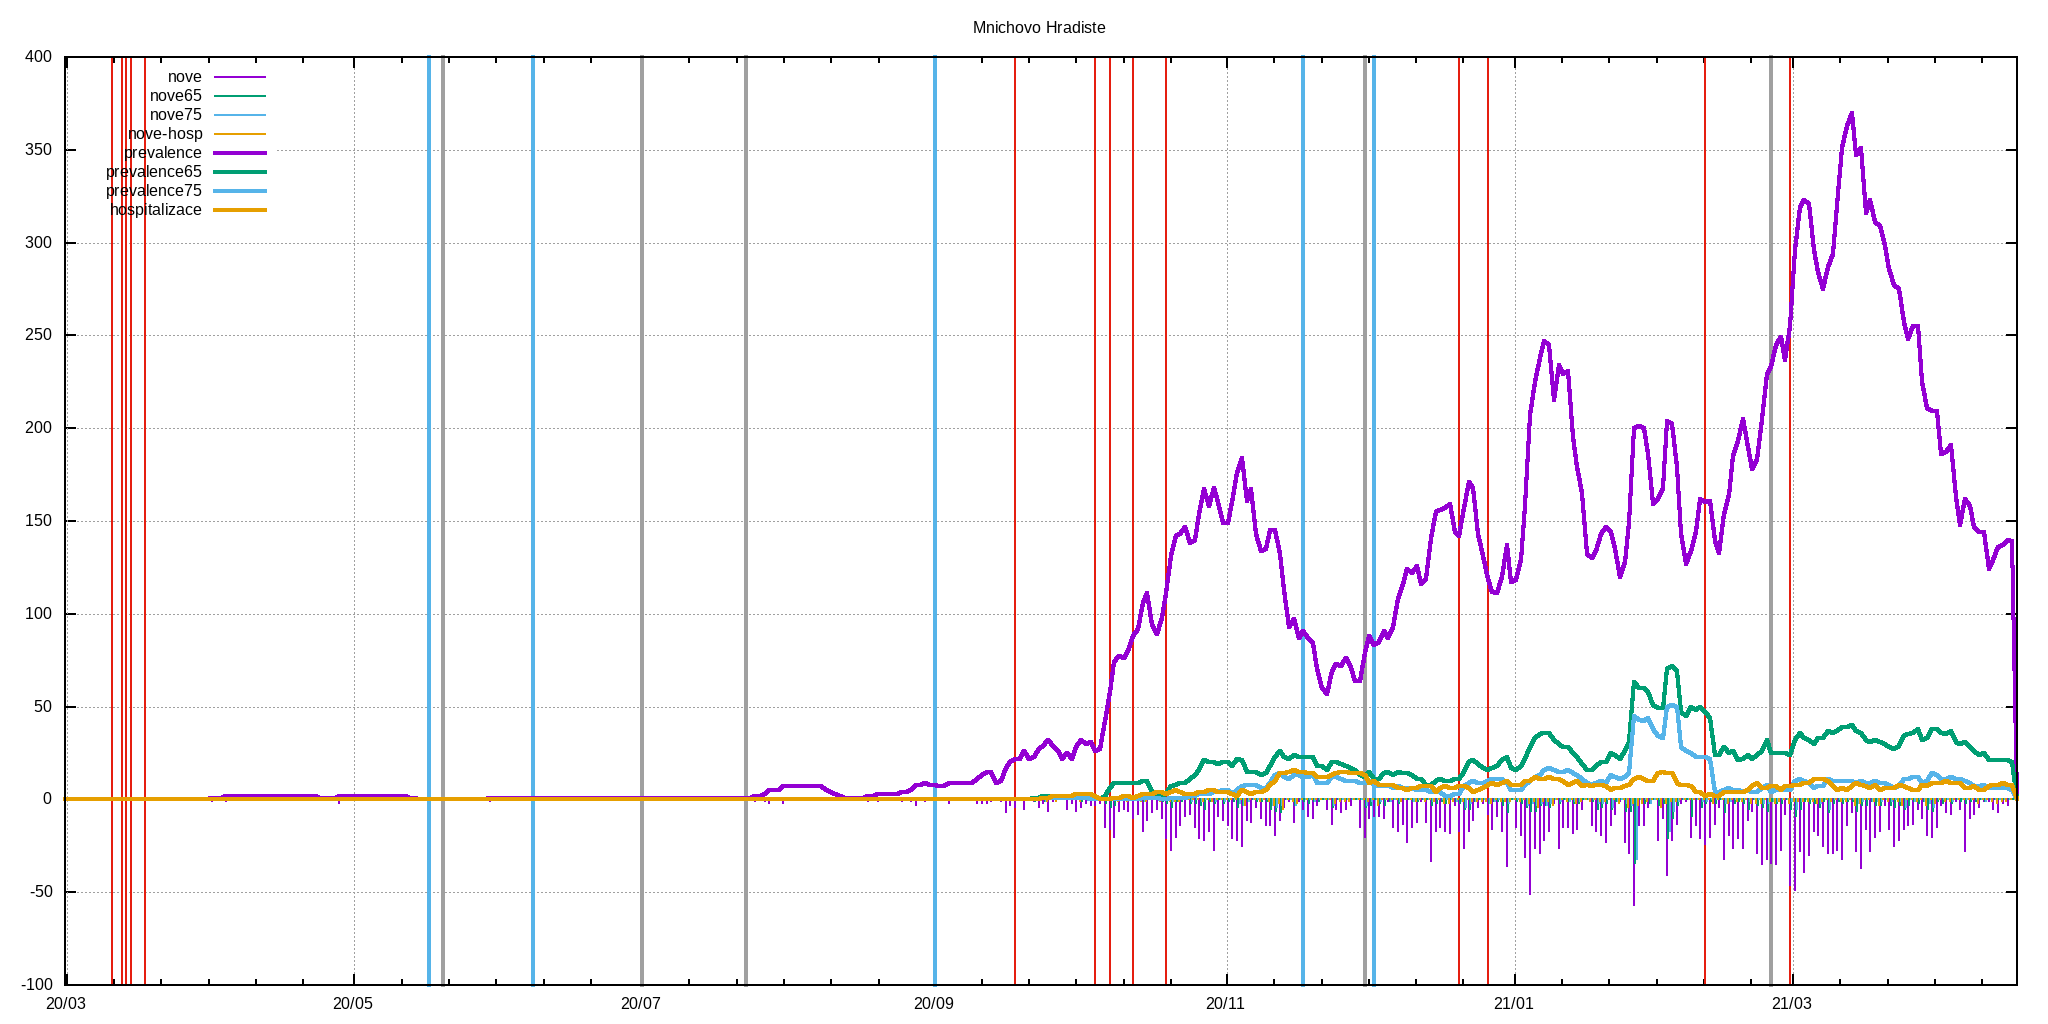 Mnichovo Hradiste
400
350
300
250
200
150
100
50
0
-50
-100
nove
nove65
nove75
nove-hosp
prevalence
prevalence65
prevalence75
hospitalizace
20/03 20/05 20/07 20/09 20/11 21/01 21/03